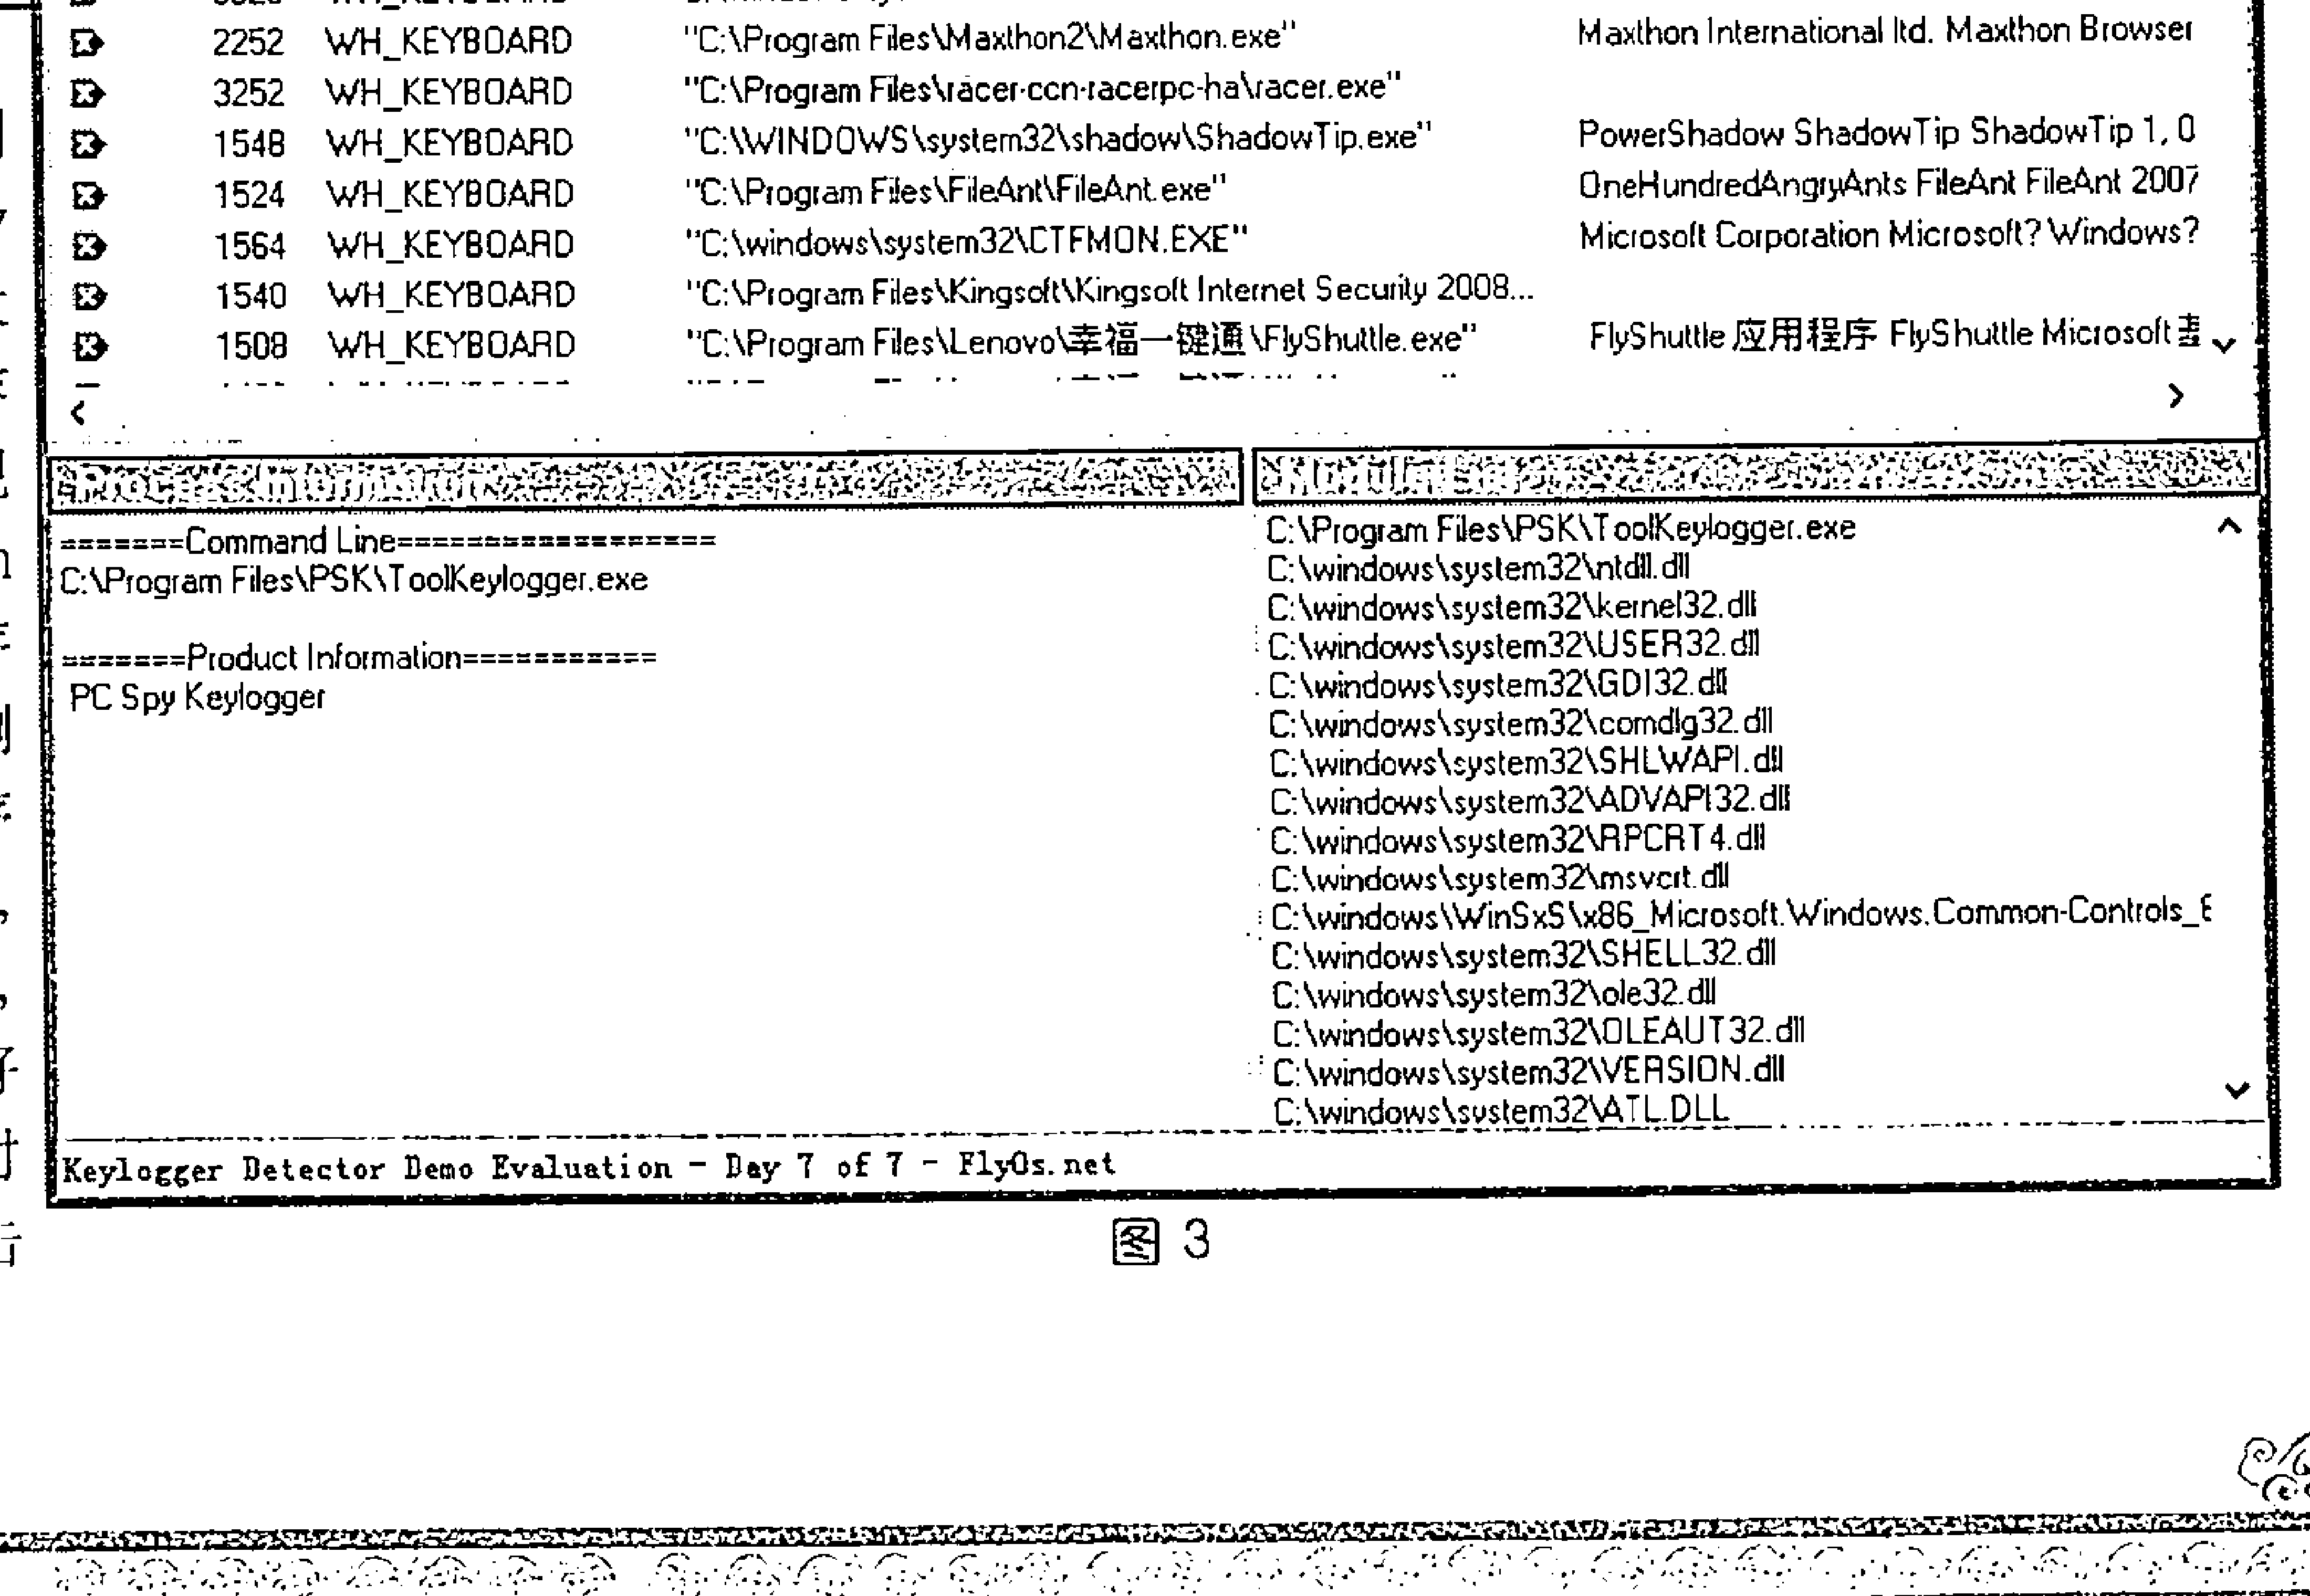 2252 WH_KEYBOARD "C:\Program Files\Maxthon2\Maxthon.exe" Maxthon International ltd. Maxthon Browser
3252 WH_KEYBOARD "C:\Program Files\racer-ccn-racerpc-ha\racer.exe"
1548 WH_KEYBOARD "C:\WINDOWS\system32\shadow\ShadowTip.exe" PowerShadow ShadowTip ShadowTip 1, 0
1524 WH_KEYBOARD "C:\Program Files\FileAnt\FileAnt.exe" OneHundredAngryAnts FileAnt FileAnt 2007
1564 WH_KEYBOARD "C:\windows\system32\CTFMON.EXE" Microsoft Corporation Microsoft? Windows?
1540 WH_KEYBOARD "C:\Program Files\Kingsoft\Kingsoft Internet Security 2008...
1508 WH_KEYBOARD "C:\Program Files\Lenovo\幸福一键通\FlyShuttle.exe" FlyShuttle 应用程序 FlyShuttle Microsoft
Process Information
=======Command Line==================
C:\Program Files\PSK\ToolKeylogger.exe
=======Product Information===========
PC Spy Keylogger
Module
C:\Program Files\PSK\ToolKeylogger.exe
C:\windows\system32\ntdll.dll
C:\windows\system32\kernel32.dll
C:\windows\system32\USER32.dll
C:\windows\system32\GDI32.dll
C:\windows\system32\comdlg32.dll
C:\windows\system32\SHLWAPI.dll
C:\windows\system32\ADVAPI32.dll
C:\windows\system32\RPCRT4.dll
C:\windows\system32\msvcrt.dll
C:\windows\WinSxS\x86_Microsoft.Windows.Common-Controls_6
C:\windows\system32\SHELL32.dll
C:\windows\system32\ole32.dll
C:\windows\system32\OLEAUT32.dll
C:\windows\system32\VERSION.dll
C:\windows\system32\ATL.DLL
Keylogger Detector Demo Evaluation - Day 7 of 7 - FlyOs.net
图 3